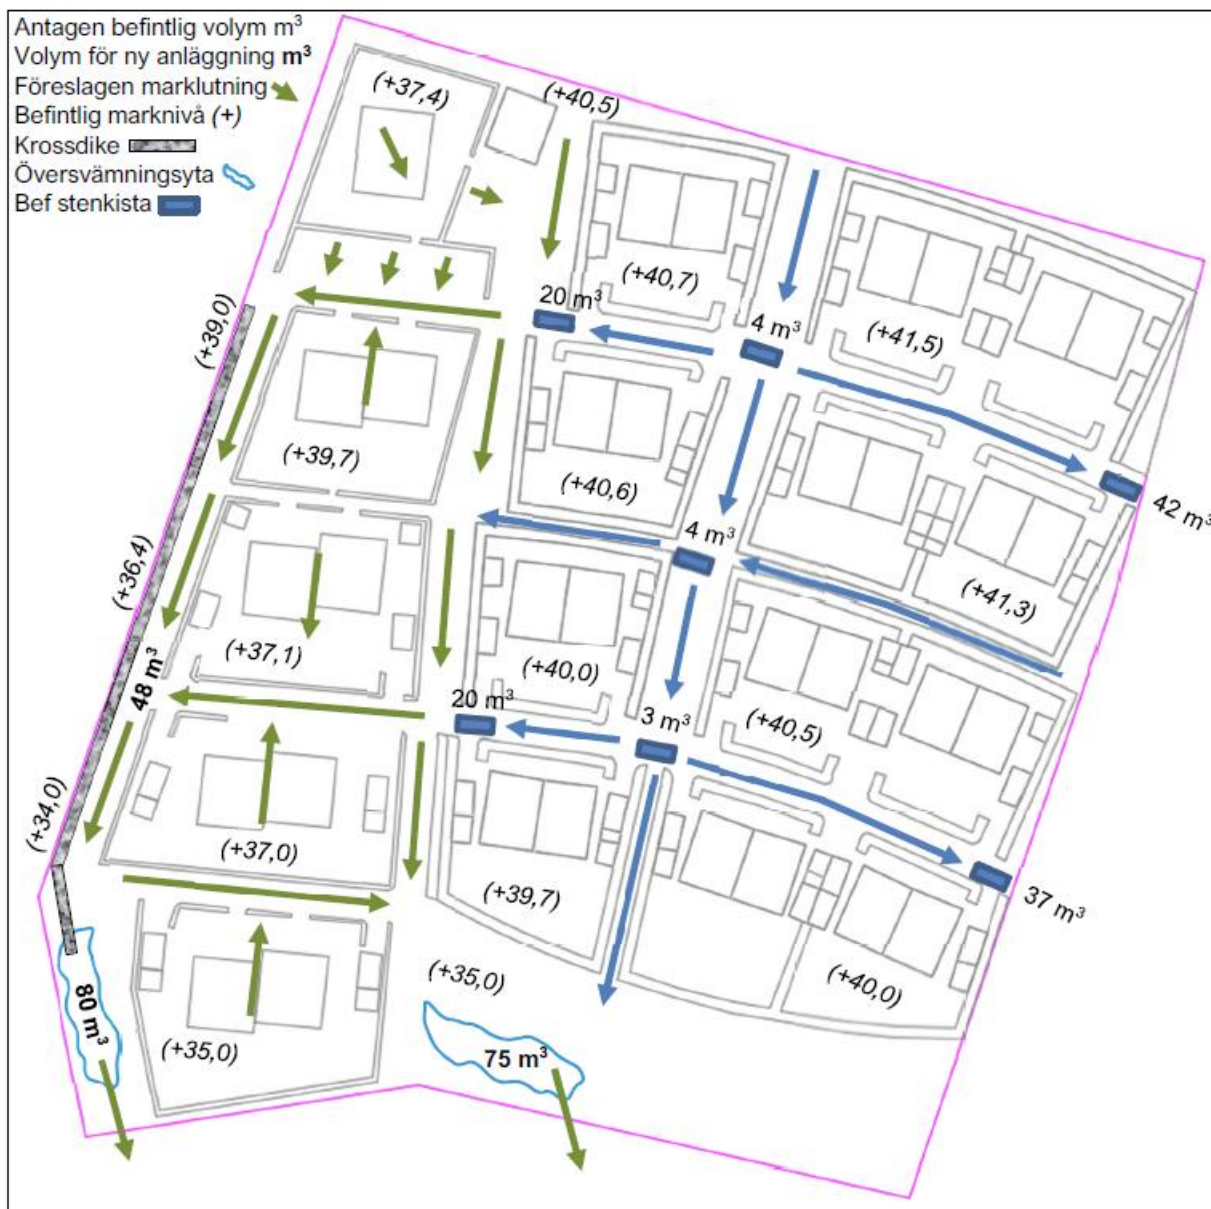 Antagen befintlig volym m³
Volym för ny anläggning m³
Föreslagen marklutning
Befintlig marknivå (+)
Krossdike
Översvämningsyta
Bef stenkista
(+37,4)
(+40,5)
(+40,7)
20 m³
4 m³
(+41,5)
(+39,0)
(+39,7)
(+40,6)
42 m³
4 m³
(+36,4)
(+41,3)
(+37,1)
(+40,0)
48 m³
20 m³
3 m³
(+40,5)
(+34,0)
(+37,0)
(+39,7)
37 m³
(+35,0)
(+40,0)
80 m³
(+35,0)
75 m³